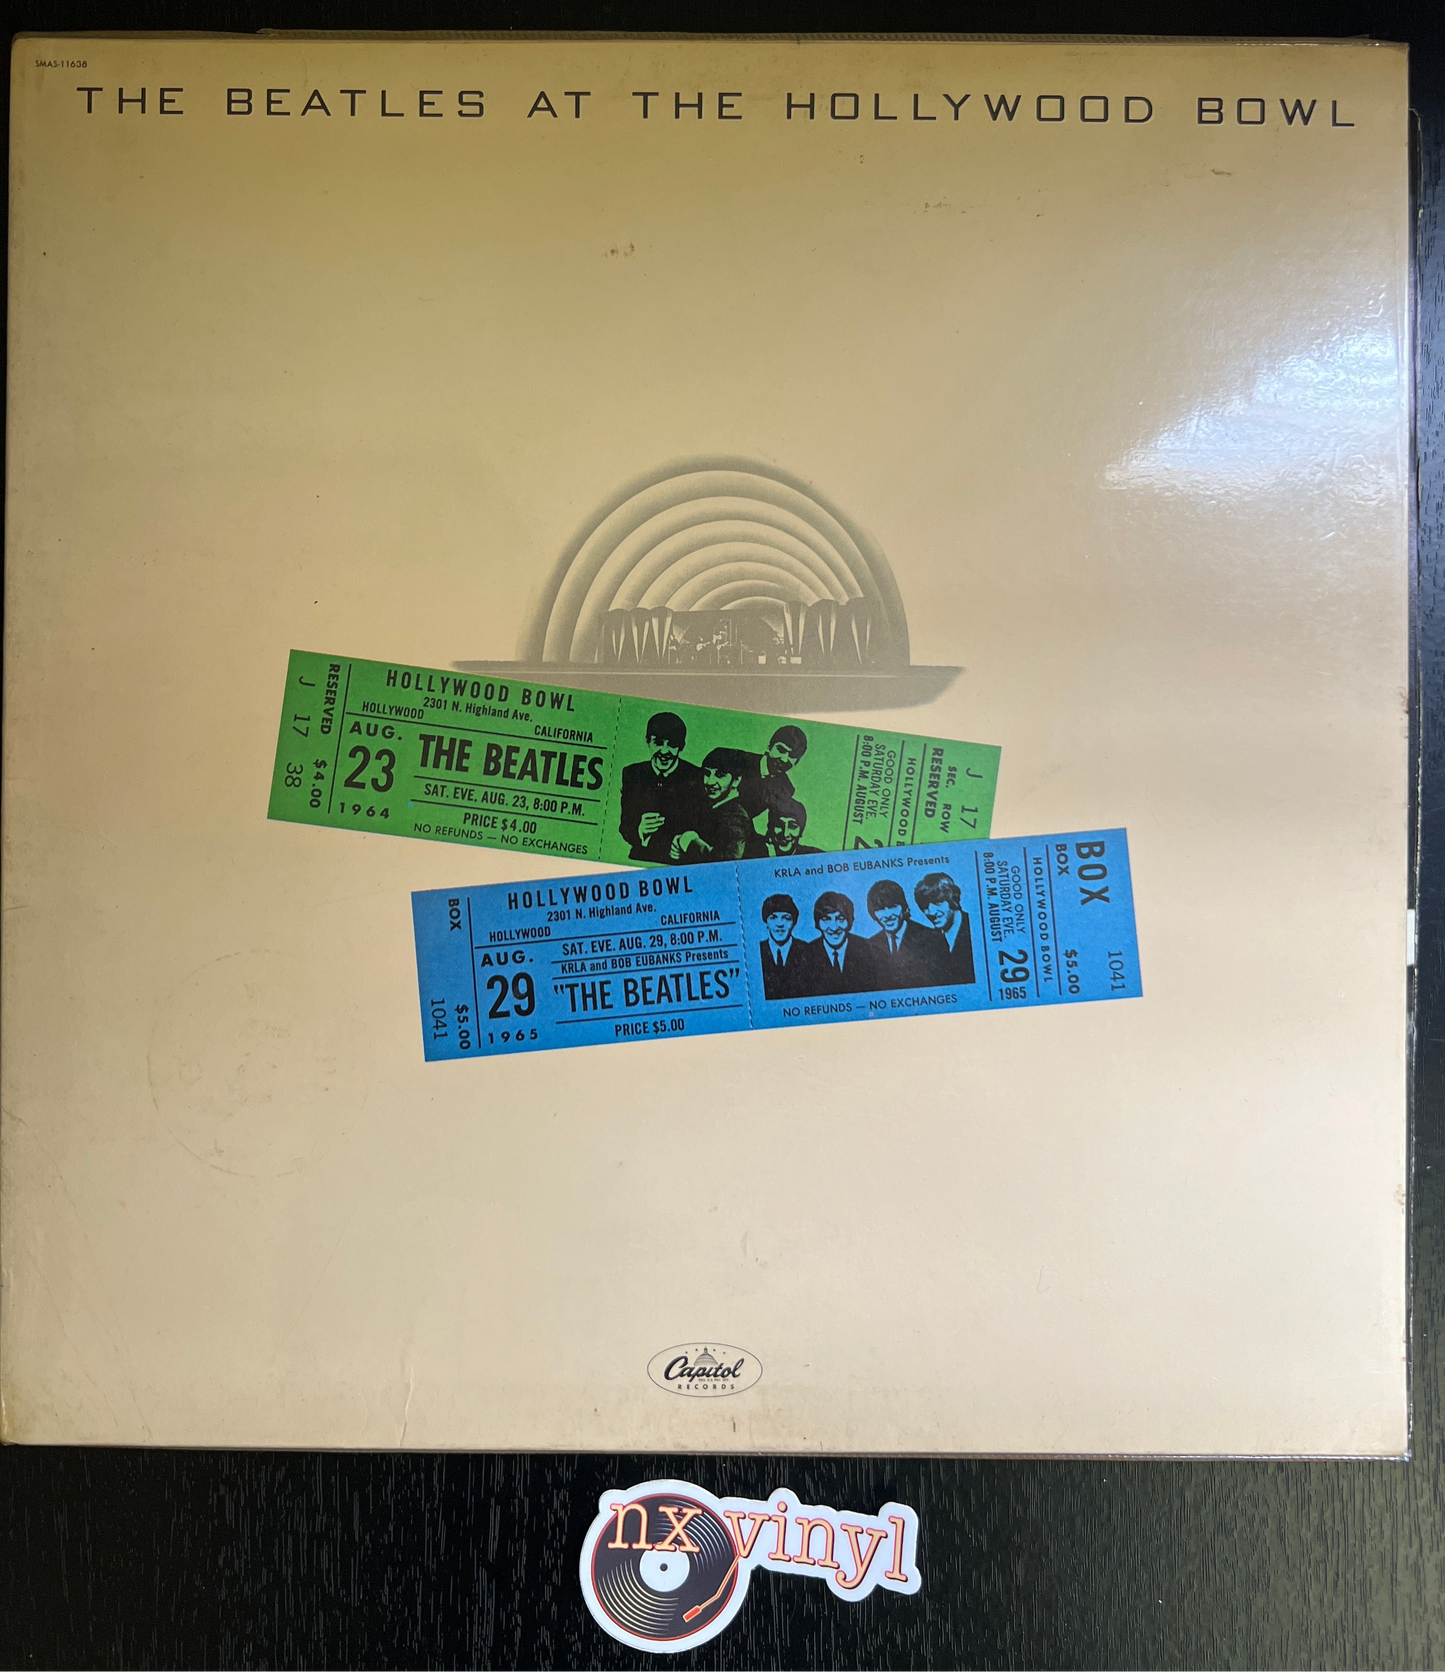 SMAS-11638
THE BEATLES AT THE HOLLYWOOD BOWL
RESERVED
J 17 38
$4.00
HOLLYWOOD BOWL
2301 N. Highland Ave.
HOLLYWOOD
CALIFORNIA
AUG.
23
1964
THE BEATLES
SAT. EVE. AUG. 23, 8:00 P.M.
PRICE $4.00
NO REFUNDS — NO EXCHANGES
GOOD ONLY
SATURDAY EVE.
8:00 P.M. AUGUST
HOLLYWOOD
SEC. ROW
RESERVED
J 17
BOX
1041
$5.00
HOLLYWOOD BOWL
2301 N. Highland Ave.
HOLLYWOOD
CALIFORNIA
AUG.
29
1965
SAT. EVE. AUG. 29, 8:00 P.M.
KRLA and BOB EUBANKS Presents
"THE BEATLES"
PRICE $5.00
KRLA and BOB EUBANKS Presents
NO REFUNDS — NO EXCHANGES
GOOD ONLY
SATURDAY EVE.
8:00 P.M. AUGUST
29
1965
HOLLYWOOD BOWL
BOX
$5.00
BOX
1041
Capitol
RECORDS
nx vinyl